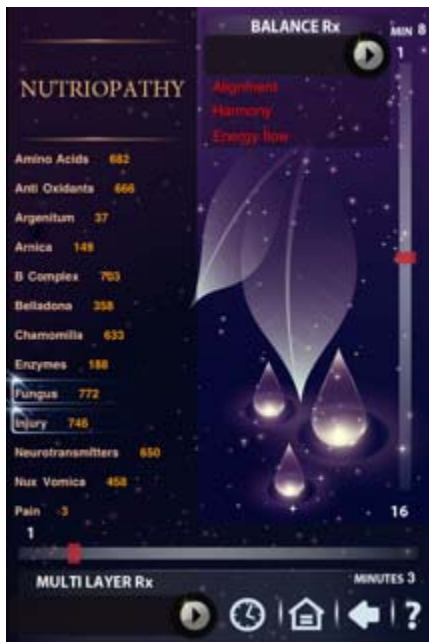 BALANCE Rx
MIN 8
1
Alignment
Harmony
Energy flow
NUTRIOPATHY
Amino Acids 682
Anti Oxidants 666
Argenitum 37
Arnica 149
B Complex 703
Belladona 358
Chamomilla 633
Enzymes 188
Fungus 772
Injury 746
Neurotransmitters 650
Nux Vomica 458
Pain -3
16
1
MULTI LAYER Rx
MINUTES 3
?